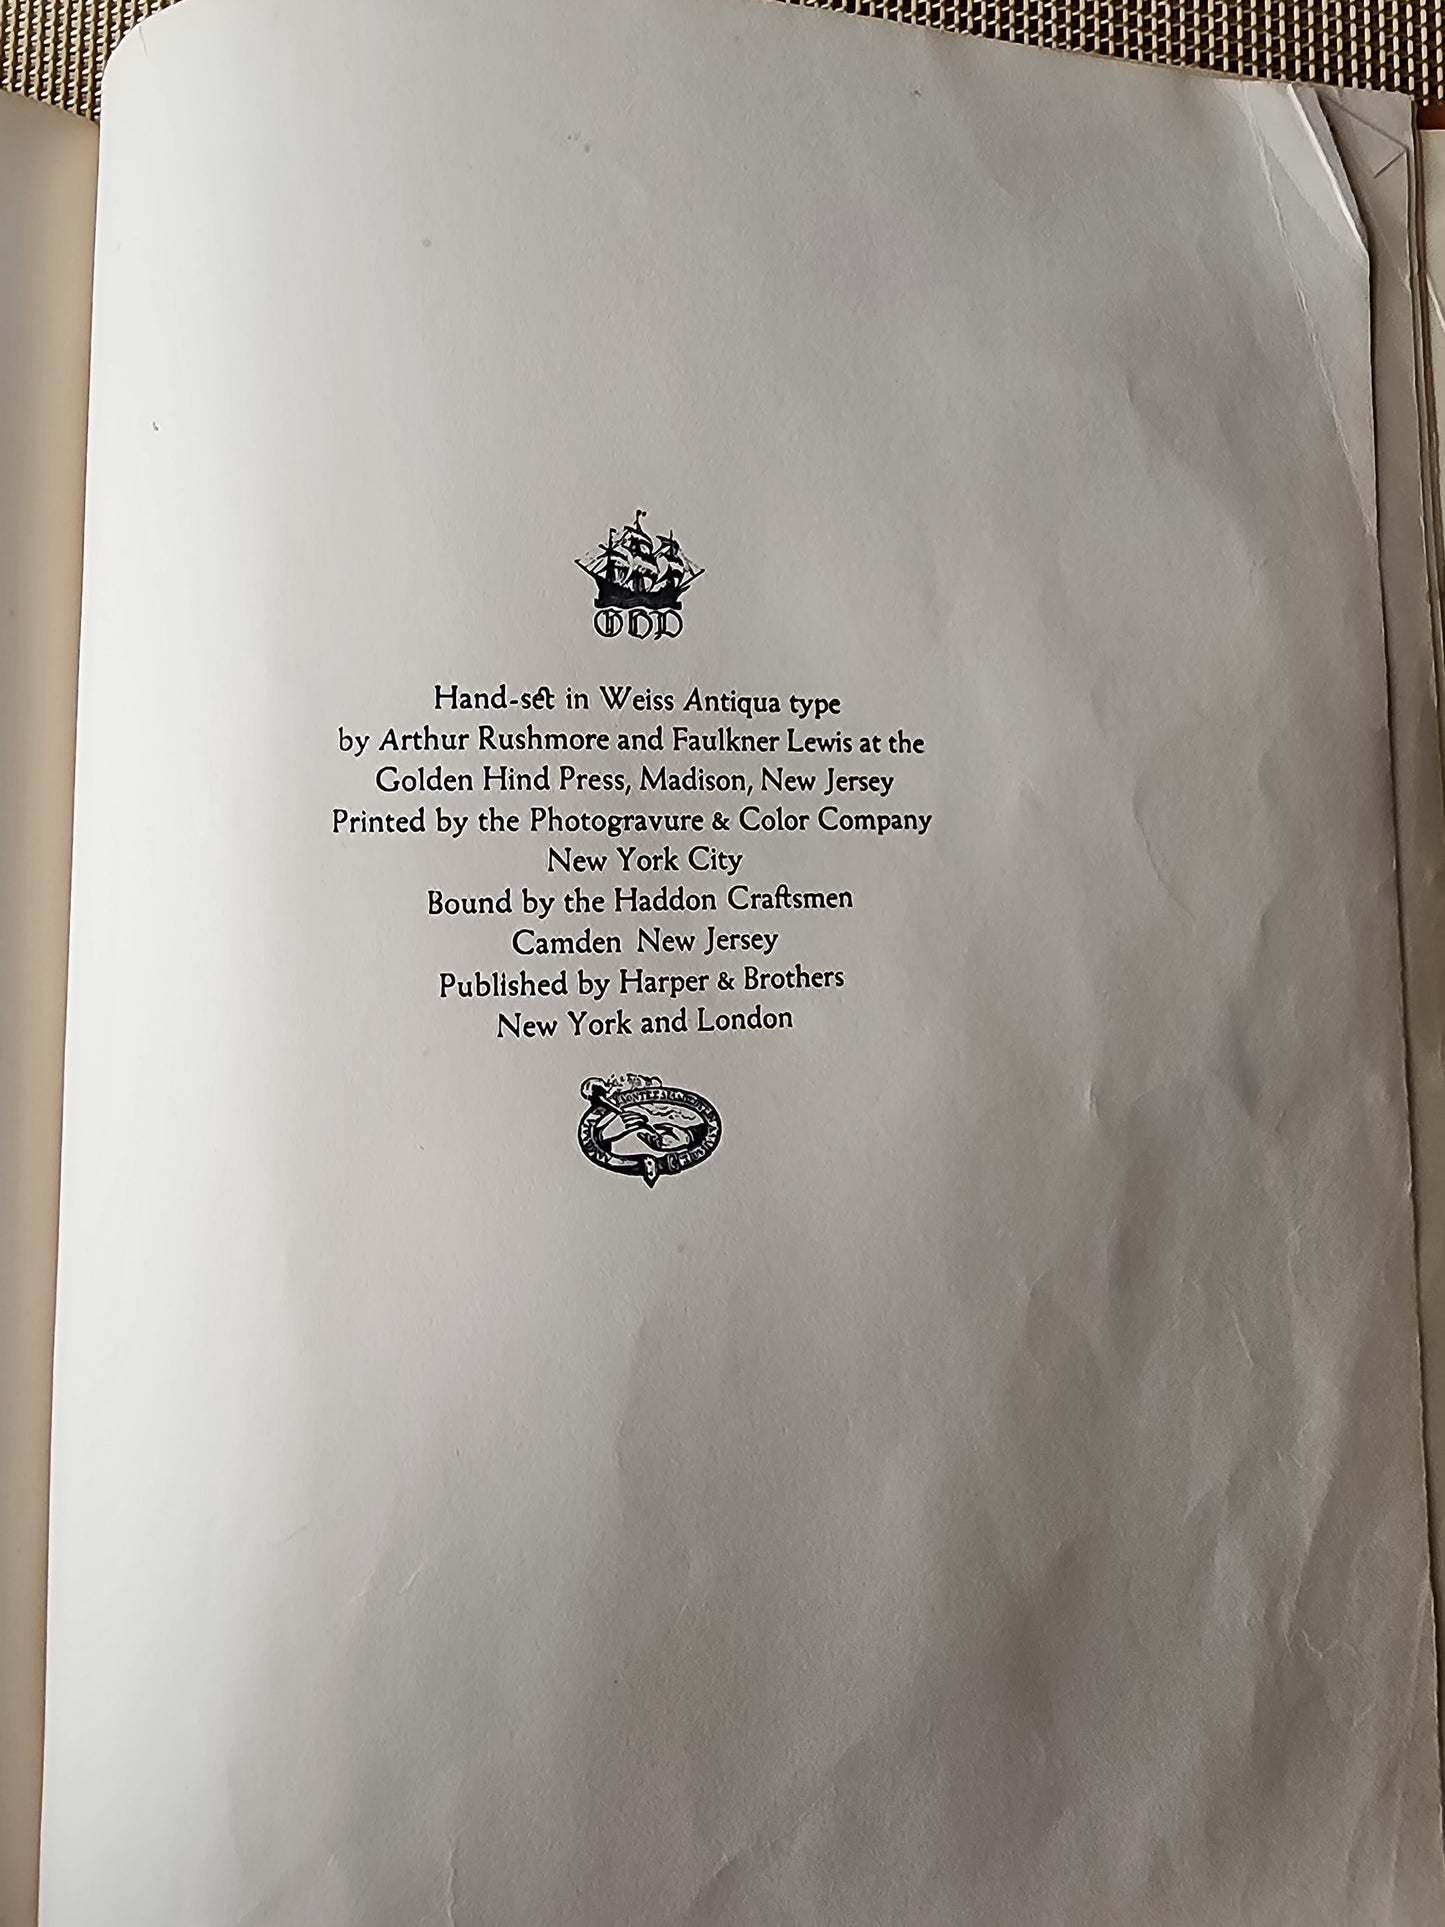 GHP
Hand-set in Weiss Antiqua type
by Arthur Rushmore and Faulkner Lewis at the
Golden Hind Press, Madison, New Jersey
Printed by the Photogravure & Color Company
New York City
Bound by the Haddon Craftsmen
Camden New Jersey
Published by Harper & Brothers
New York and London